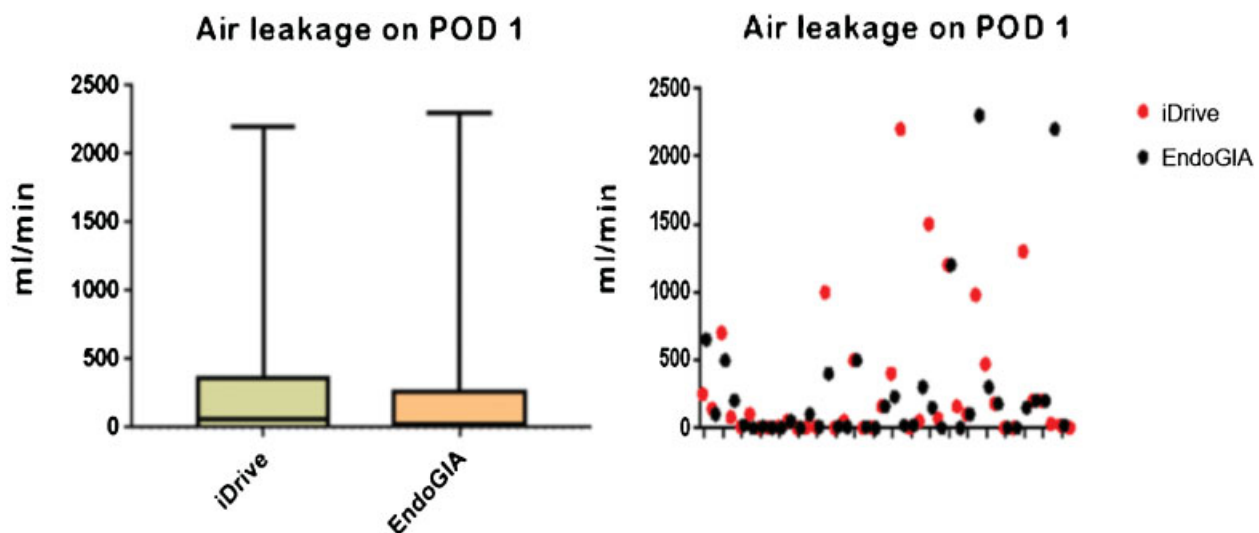 Air leakage on POD 1
2500
2000
1500
1000
500
0
ml/min
iDrive
EndoGIA
Air leakage on POD 1
2500
2000
1500
1000
500
0
ml/min
iDrive
EndoGIA